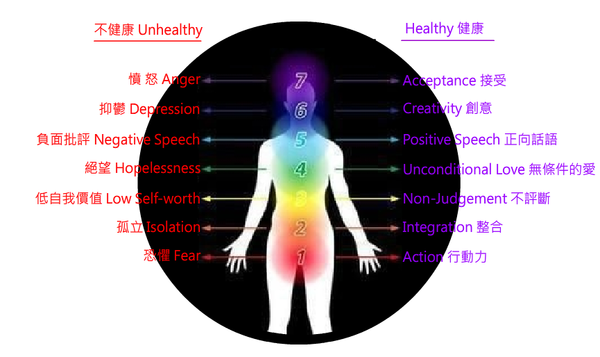 不健康 Unhealthy
Healthy 健康
憤 怒 Anger
7
Acceptance 接受
抑鬱 Depression
6
Creativity 創意
負面批評 Negative Speech
5
Positive Speech 正向話語
絕望 Hopelessness
4
Unconditional Love 無條件的愛
低自我價值 Low Self-worth
3
Non-Judgement 不評斷
孤立 Isolation
2
Integration 整合
恐懼 Fear
1
Action 行動力